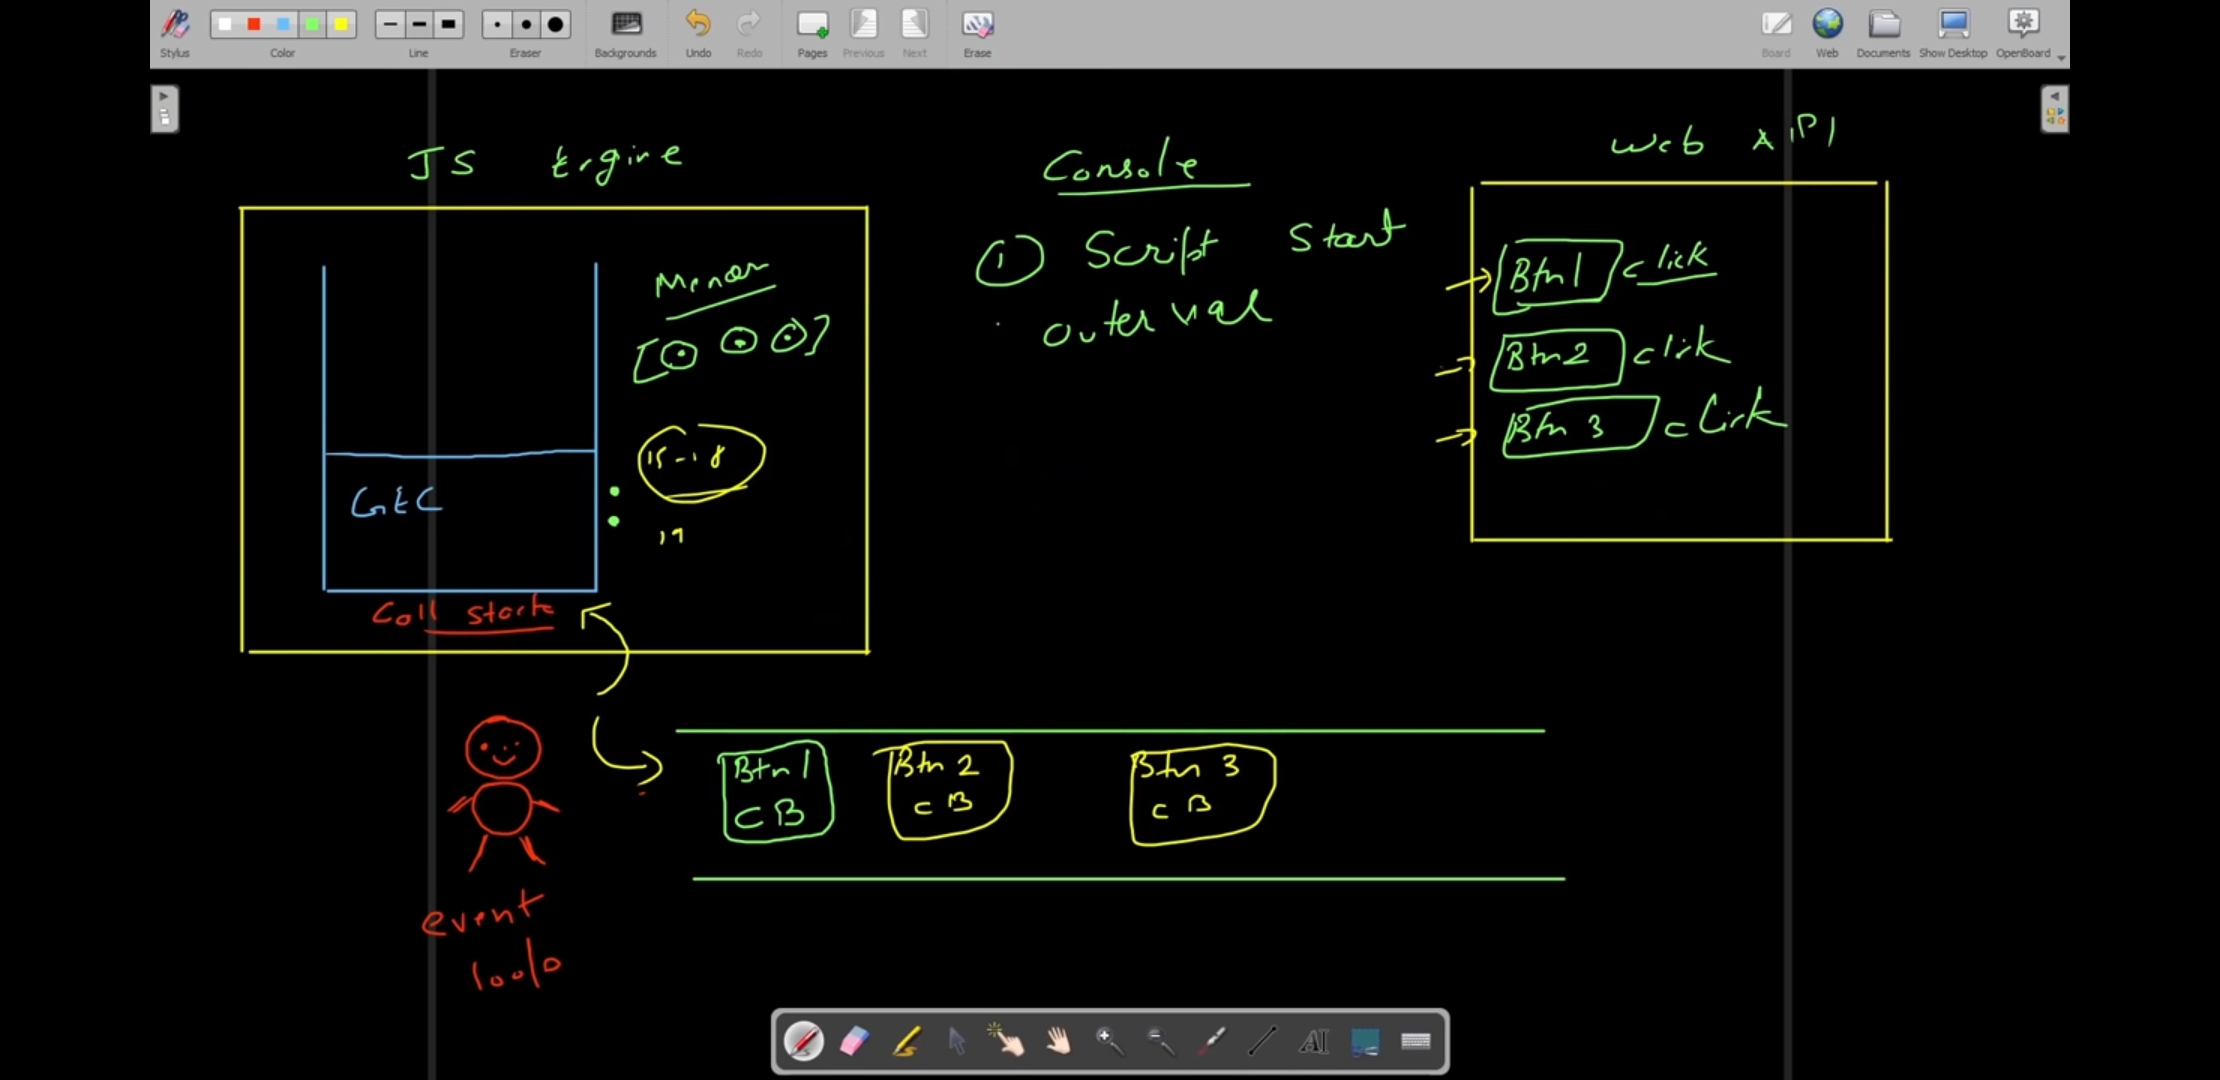 Stylus
Color
Line
Eraser
Backgrounds
Undo
Redo
Pages
Previous
Next
Erase
Board
Web
Documents
Show Desktop
OpenBoard
JS Engine
Console
Web API
① Script Start
outer val
[⊙ ⊙ ⊙]
Btn1 click
Btn2 click
Btn 3 click
15-18
GEC
19
Call stack
Btn1
CB
Btn 2
CB
Btn 3
CB
event
loop
AI